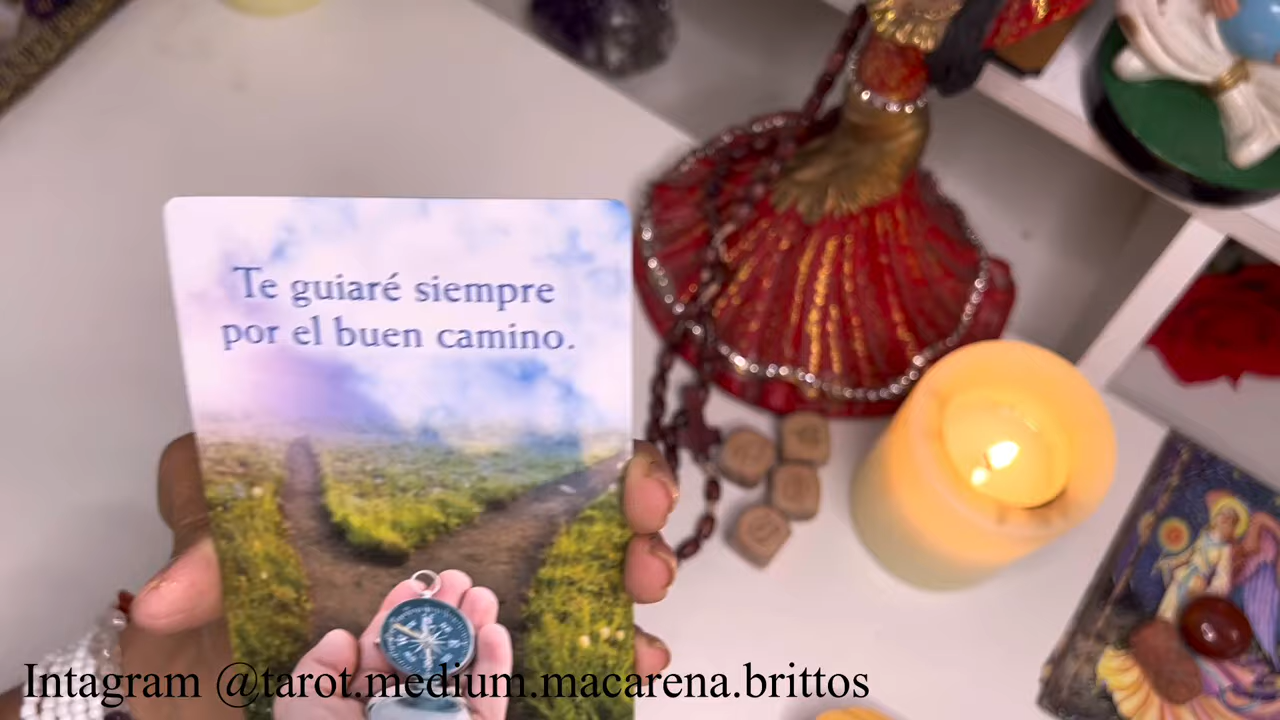 Te guiaré siempre
por el buen camino.
Intagram @tarot.medium.macarena.brittos